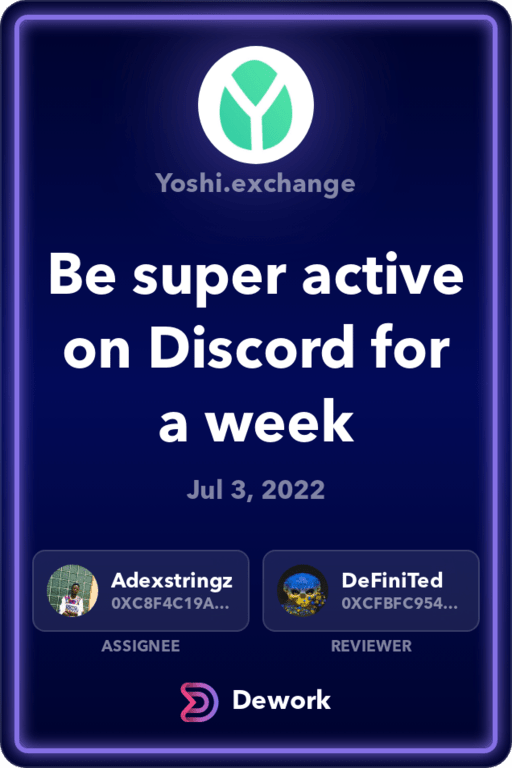 Yoshi.exchange
Be super active
on Discord for
a week
Jul 3, 2022
Adexstringz
0XC8F4C19A...
ASSIGNEE
DeFiniTed
0XCFBFC954...
REVIEWER
Dework